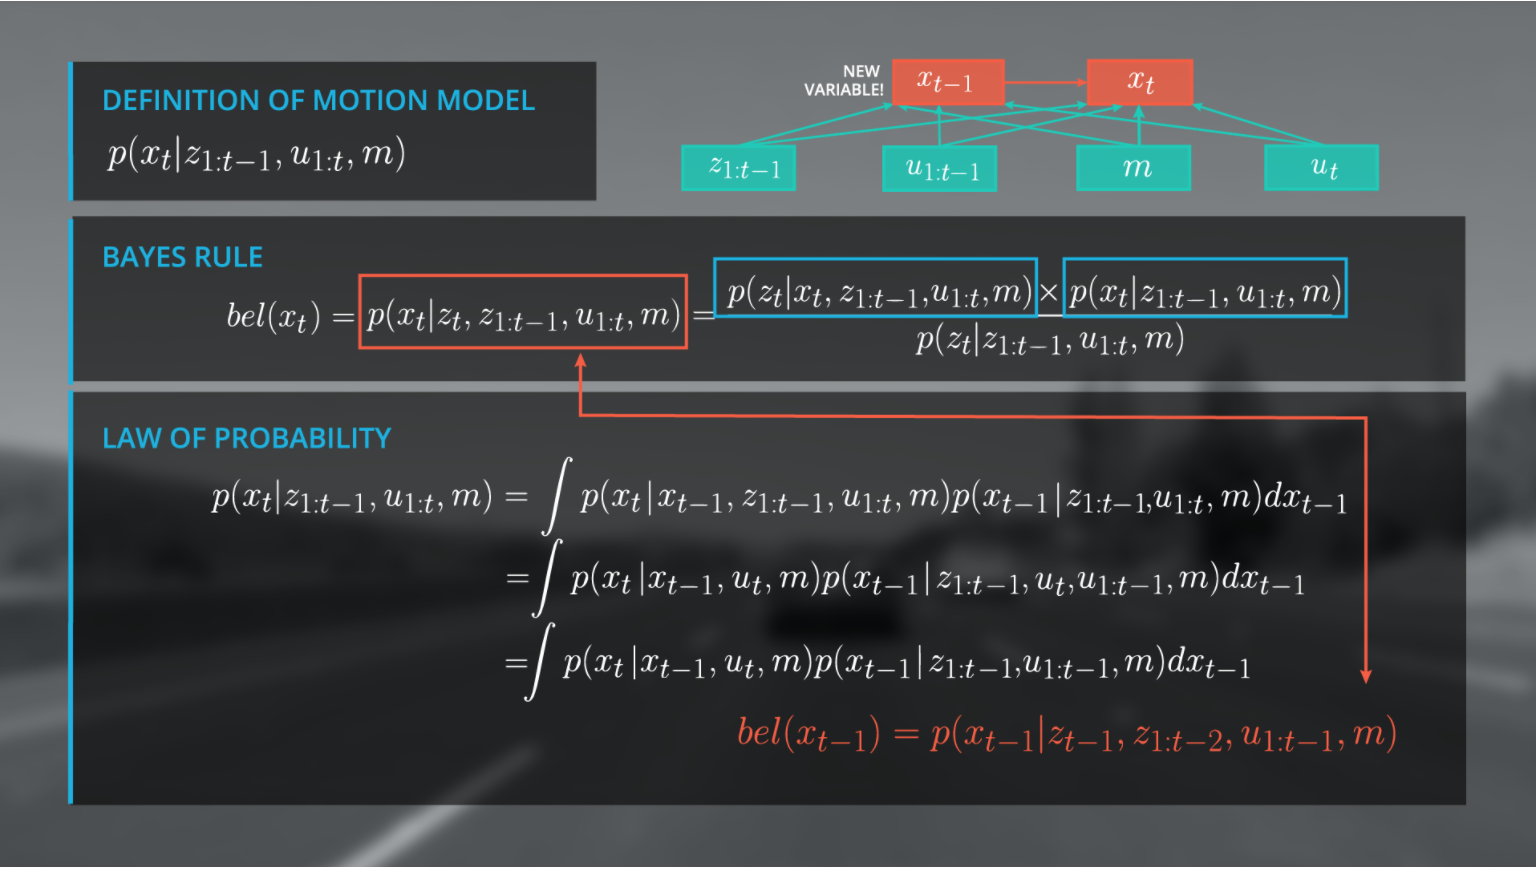 DEFINITION OF MOTION MODEL
p(x_t|z_{1:t-1}, u_{1:t}, m)
NEW
VARIABLE!
x_{t-1}
x_t
z_{1:t-1}
u_{1:t-1}
m
u_t
BAYES RULE
bel(x_t) = p(x_t|z_t, z_{1:t-1}, u_{1:t}, m) = p(z_t|x_t, z_{1:t-1}, u_{1:t}, m) × p(x_t|z_{1:t-1}, u_{1:t}, m)
p(z_t|z_{1:t-1}, u_{1:t}, m)
LAW OF PROBABILITY
p(x_t|z_{1:t-1}, u_{1:t}, m) = ∫ p(x_t|x_{t-1}, z_{1:t-1}, u_{1:t}, m)p(x_{t-1}|z_{1:t-1}, u_{1:t}, m)dx_{t-1}
= ∫ p(x_t|x_{t-1}, u_t, m)p(x_{t-1}|z_{1:t-1}, u_t, u_{1:t-1}, m)dx_{t-1}
= ∫ p(x_t|x_{t-1}, u_t, m)p(x_{t-1}|z_{1:t-1}, u_{1:t-1}, m)dx_{t-1}
bel(x_{t-1}) = p(x_{t-1}|z_{t-1}, z_{1:t-2}, u_{1:t-1}, m)